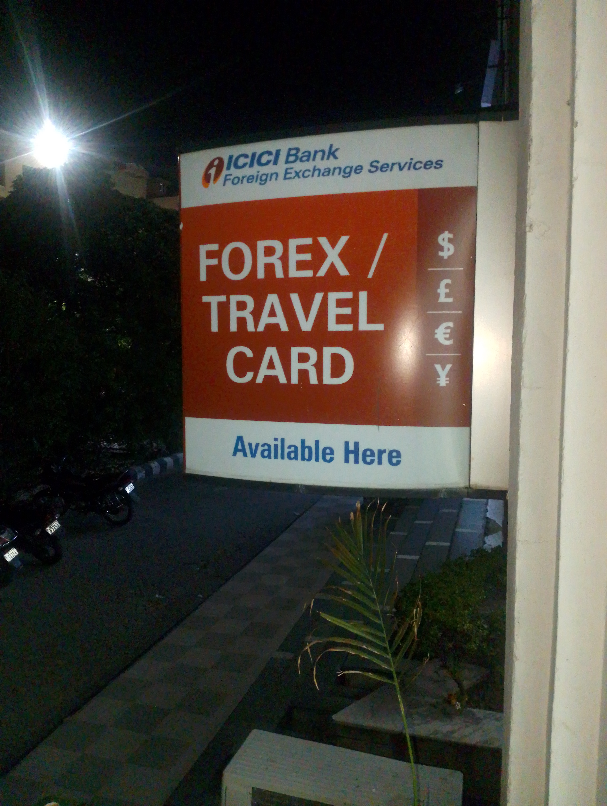 ICICI Bank
Foreign Exchange Services
FOREX /
TRAVEL
CARD
$
£
€
¥
Available Here